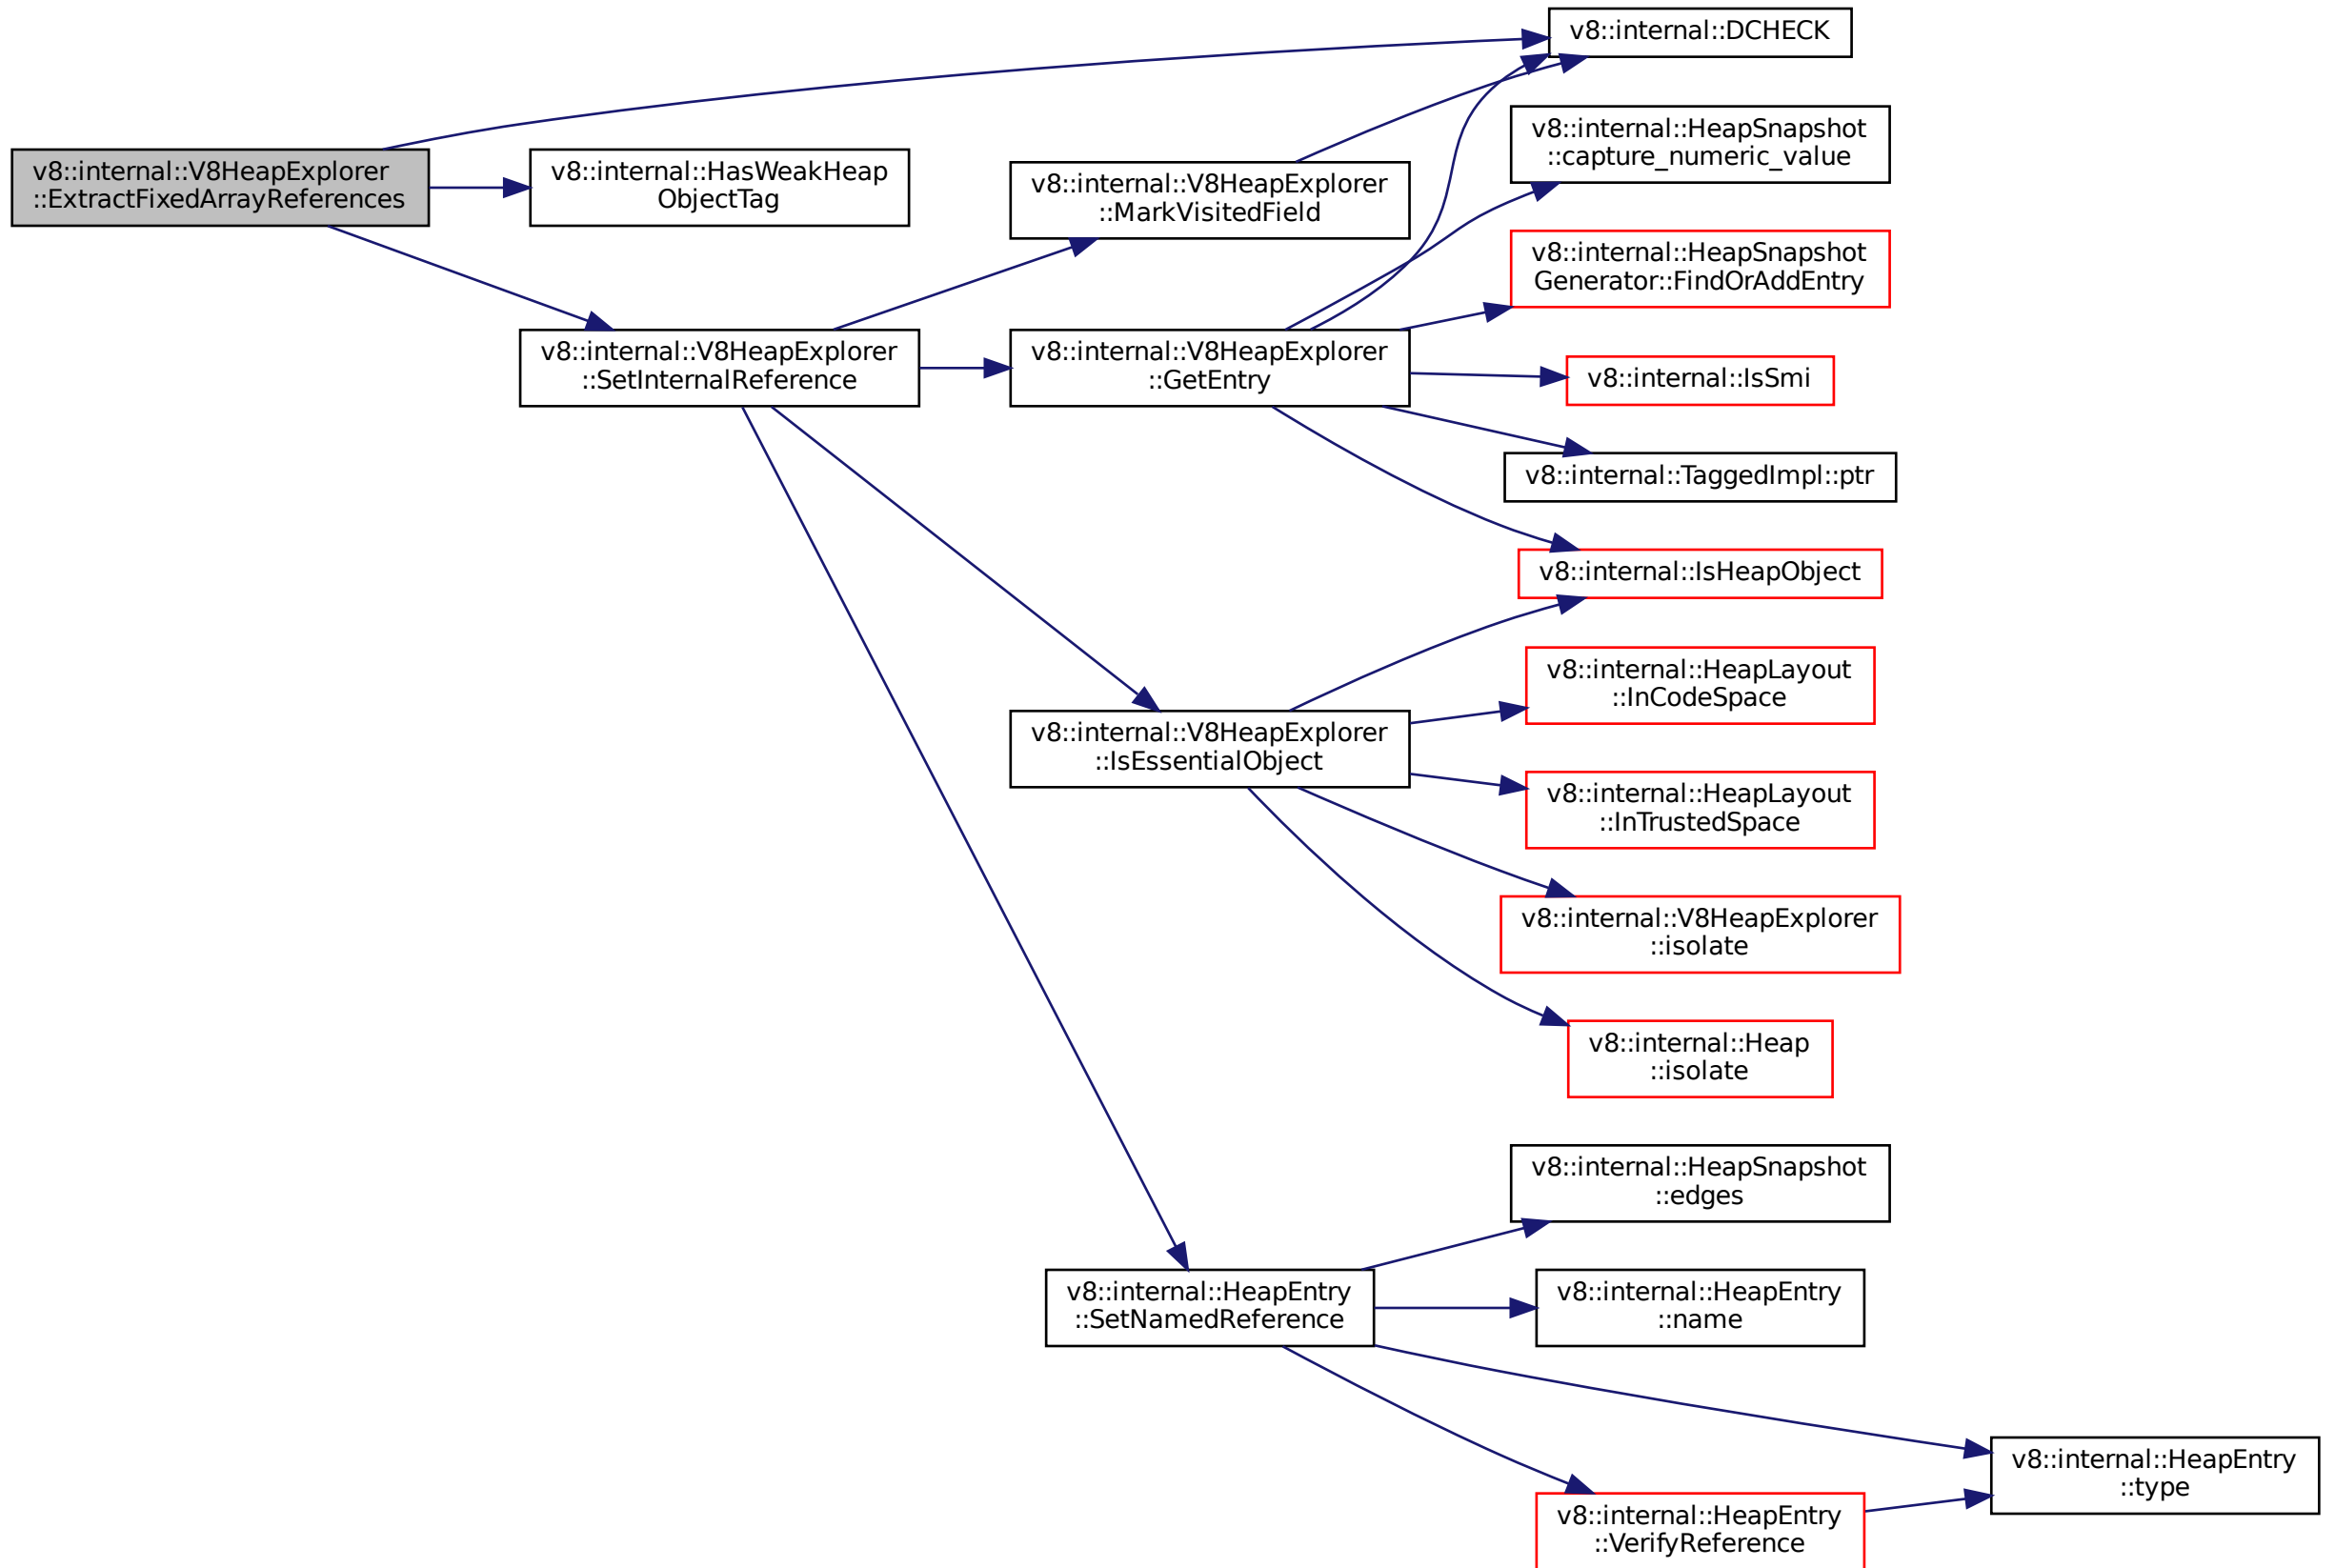 v8::internal::DCHECK
v8::internal::HeapSnapshot
::capture_numeric_value
v8::internal::V8HeapExplorer
::ExtractFixedArrayReferences
v8::internal::HasWeakHeap
ObjectTag
v8::internal::V8HeapExplorer
::MarkVisitedField
v8::internal::HeapSnapshot
Generator::FindOrAddEntry
v8::internal::V8HeapExplorer
::SetInternalReference
v8::internal::V8HeapExplorer
::GetEntry
v8::internal::IsSmi
v8::internal::TaggedImpl::ptr
v8::internal::IsHeapObject
v8::internal::HeapLayout
::InCodeSpace
v8::internal::V8HeapExplorer
::IsEssentialObject
v8::internal::HeapLayout
::InTrustedSpace
v8::internal::V8HeapExplorer
::isolate
v8::internal::Heap
::isolate
v8::internal::HeapSnapshot
::edges
v8::internal::HeapEntry
::SetNamedReference
v8::internal::HeapEntry
::name
v8::internal::HeapEntry
::type
v8::internal::HeapEntry
::VerifyReference